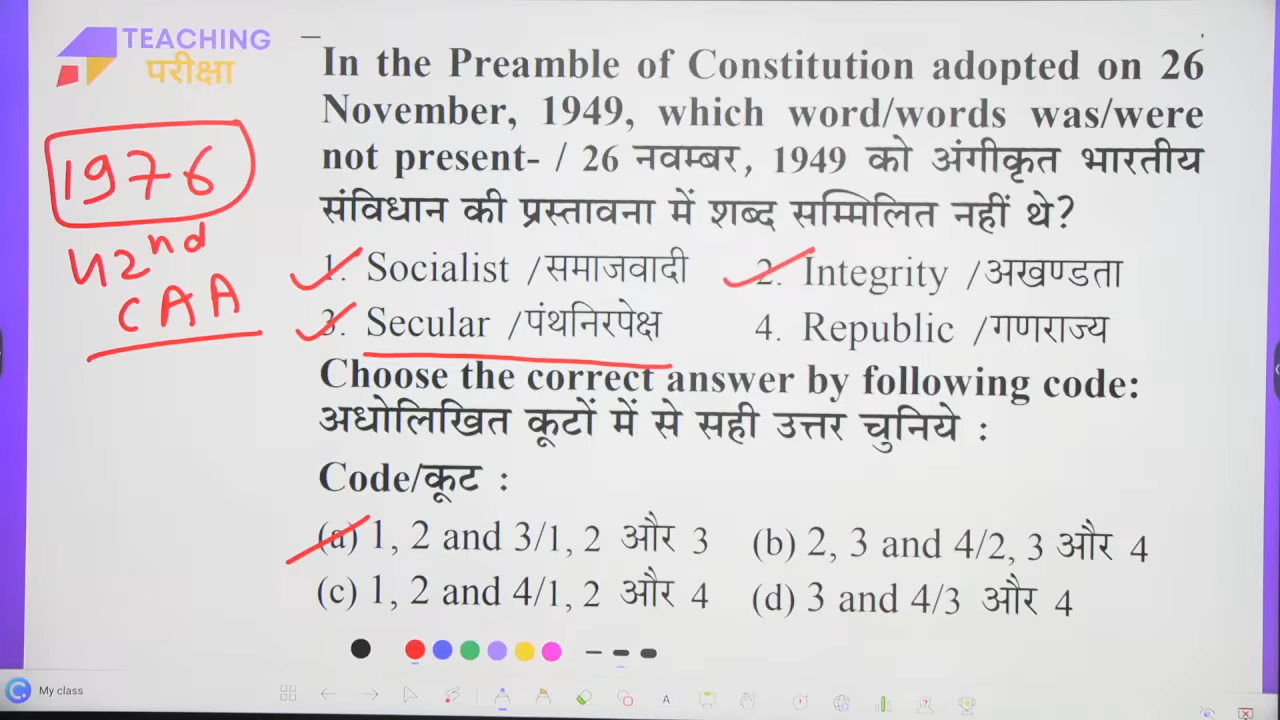 TEACHING
परीक्षा
In the Preamble of Constitution adopted on 26
November, 1949, which word/words was/were
not present- / 26 नवम्बर, 1949 को अंगीकृत भारतीय
संविधान की प्रस्तावना में शब्द सम्मिलित नहीं थे?
1976
42nd
CAA
1. Socialist /समाजवादी
2. Integrity /अखण्डता
3. Secular /पंथनिरपेक्ष
4. Republic /गणराज्य
Choose the correct answer by following code:
अधोलिखित कूटों में से सही उत्तर चुनिये :
Code/कूट :
(a) 1, 2 and 3/1, 2 और 3
(b) 2, 3 and 4/2, 3 और 4
(c) 1, 2 and 4/1, 2 और 4
(d) 3 and 4/3 और 4
My class